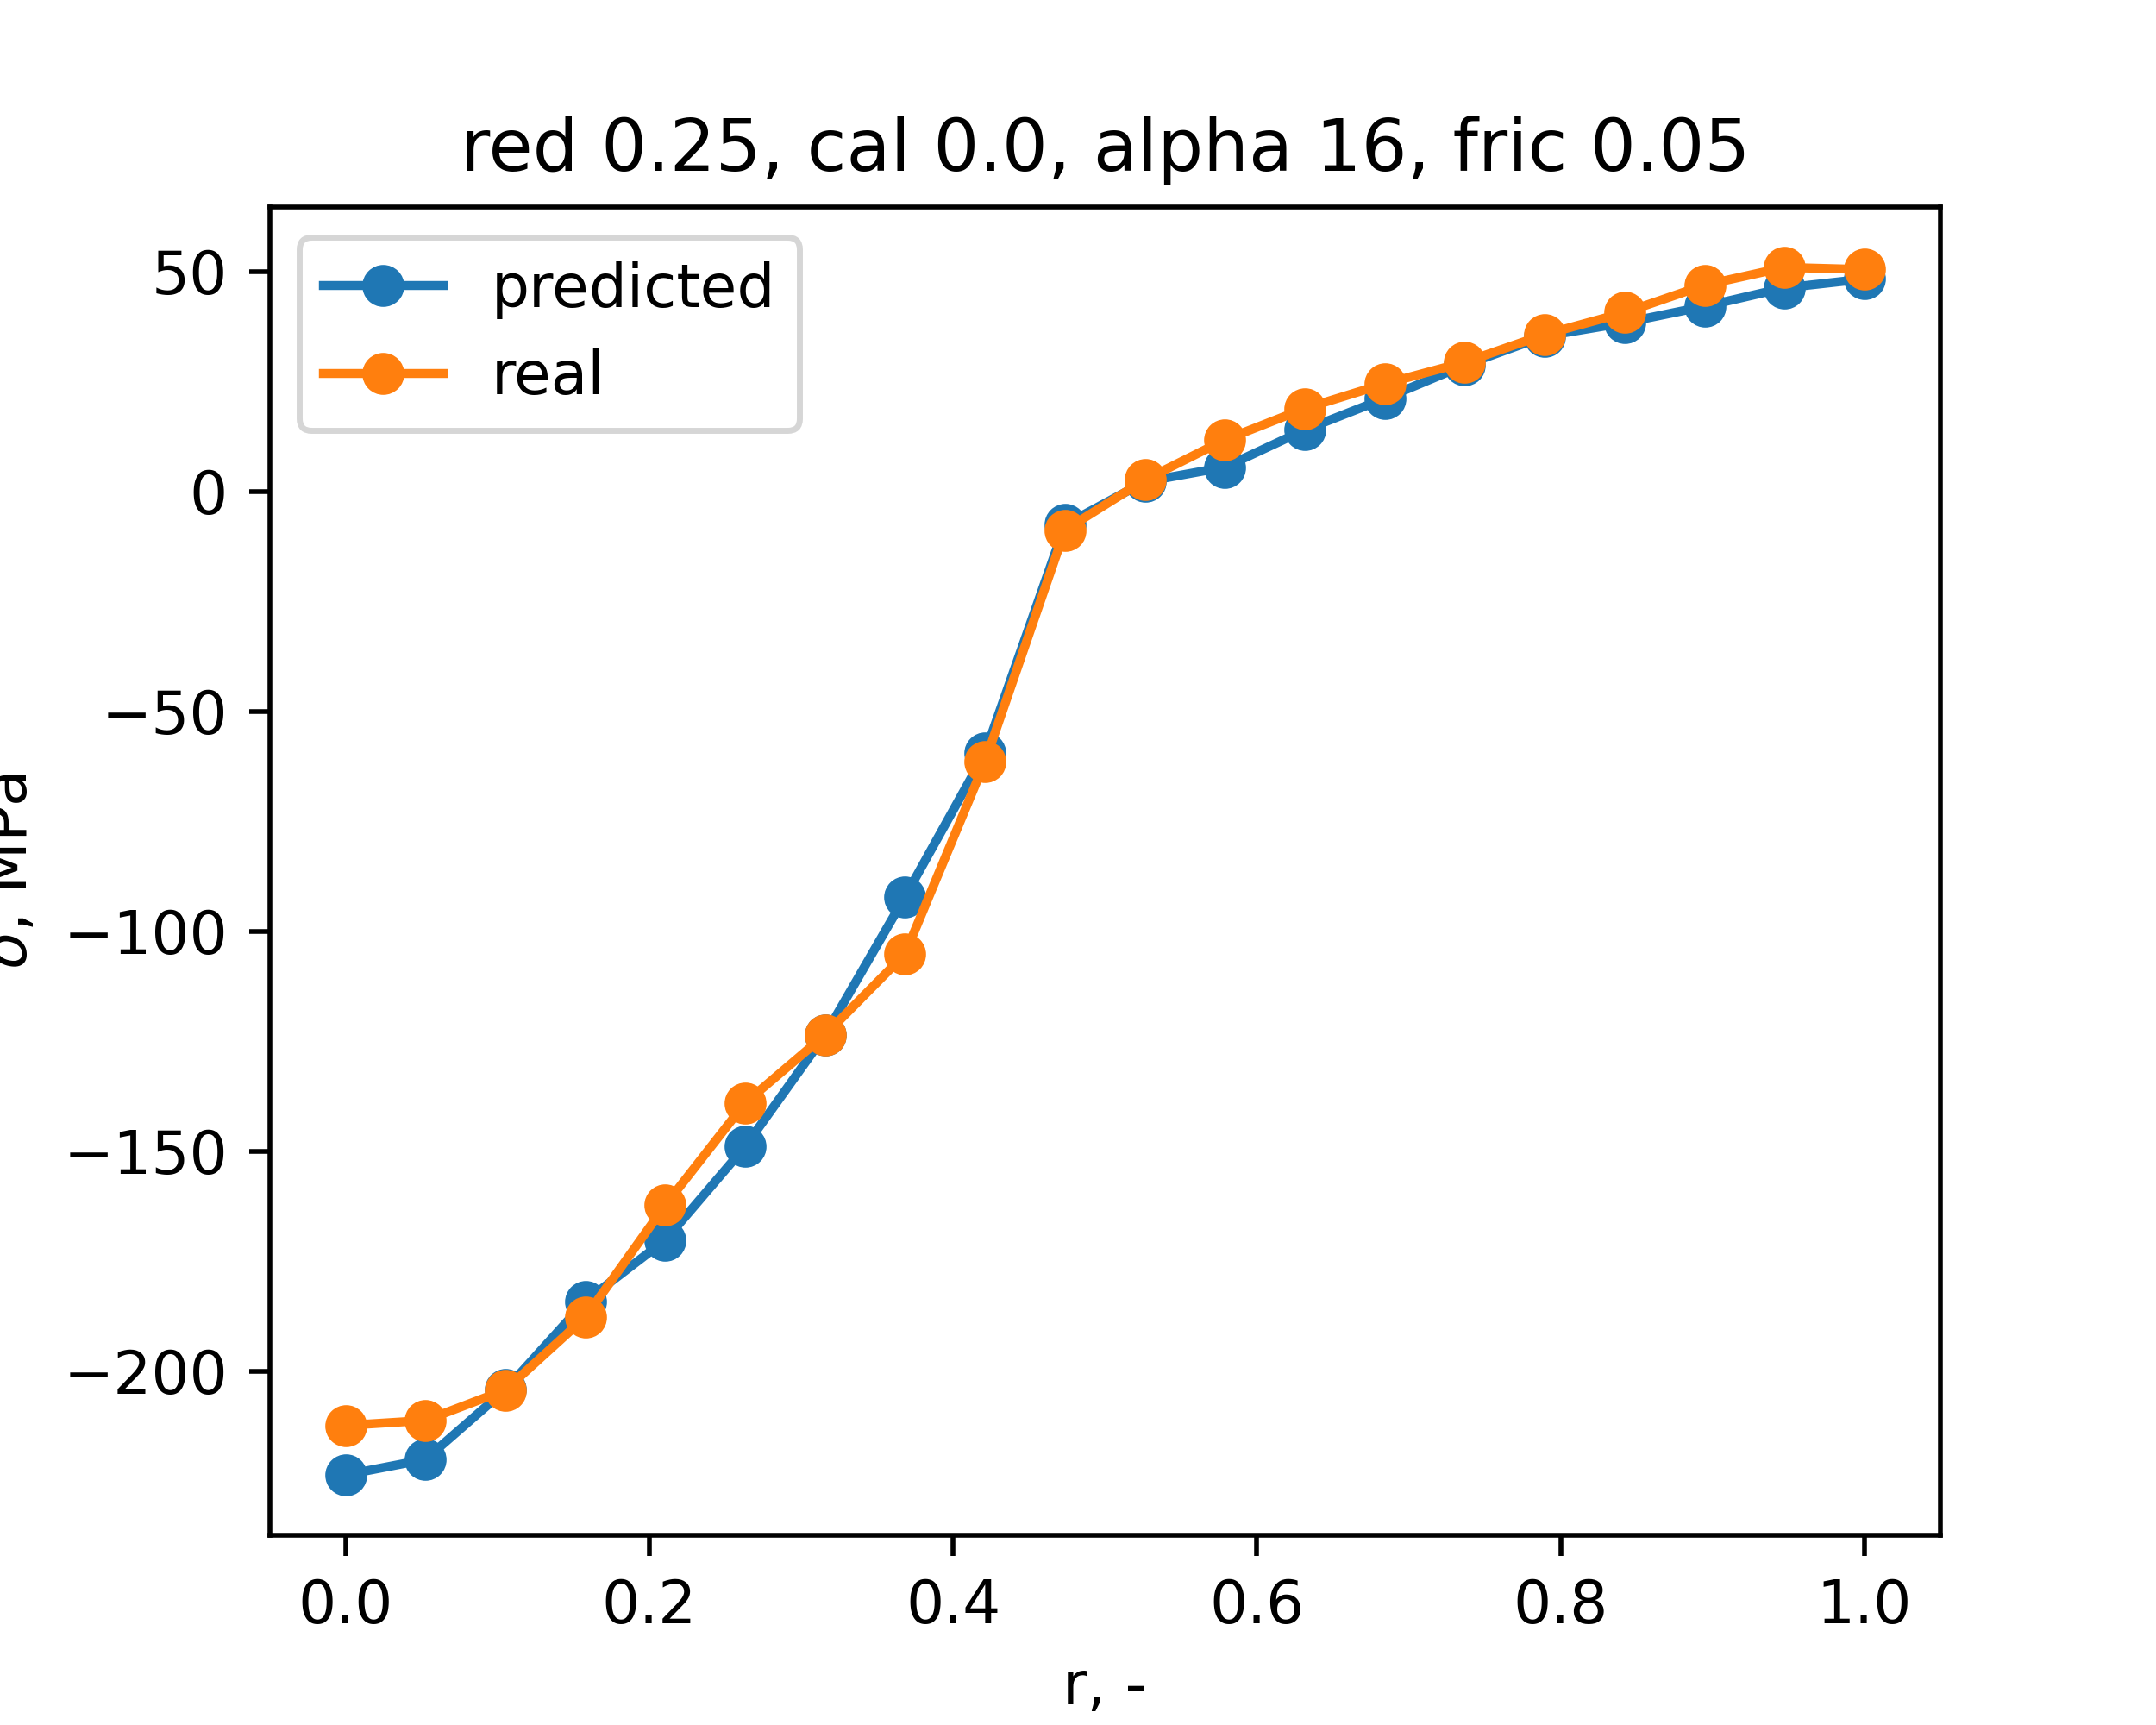 red 0.25, cal 0.0, alpha 16, fric 0.05
predicted
real
50
0
−50
−100
−150
−200
σ, MPa
0.0 0.2 0.4 0.6 0.8 1.0
r, -